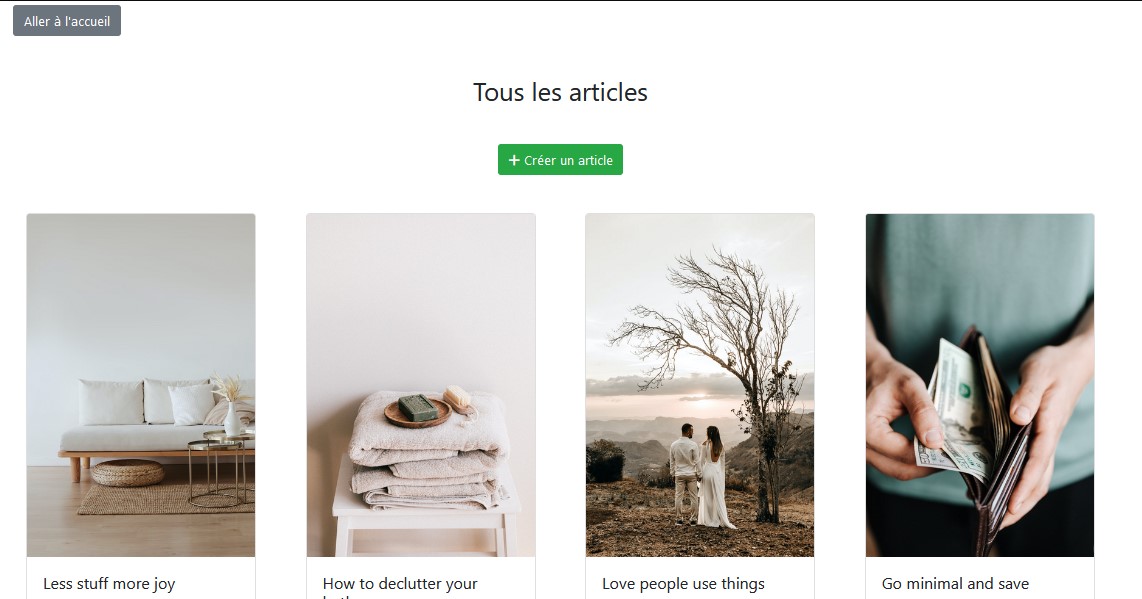 Aller à l'accueil
Tous les articles
Créer un article
Less stuff more joy
How to declutter your
Love people use things
Go minimal and save